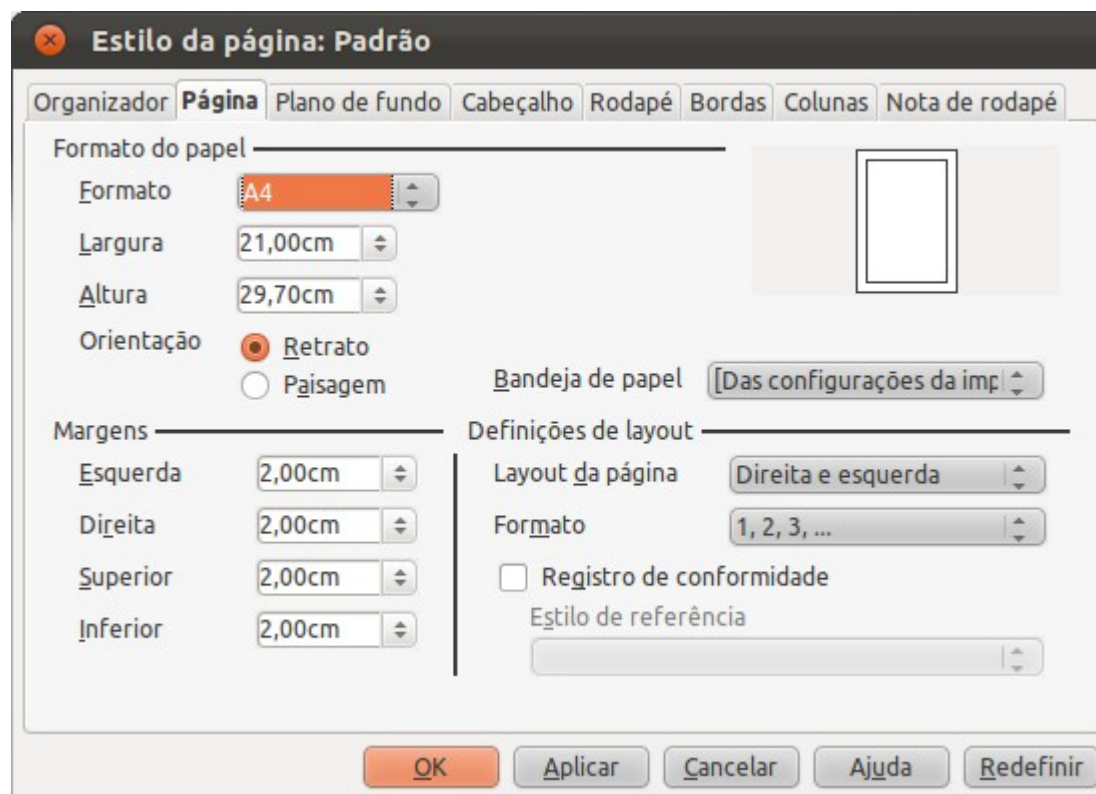 Estilo da página: Padrão
Organizador Página Plano de fundo Cabeçalho Rodapé Bordas Colunas Nota de rodapé
Formato do papel
Formato A4
Largura 21,00cm
Altura 29,70cm
Orientação Retrato
Paisagem
Bandeja de papel [Das configurações da imp
Margens
Esquerda 2,00cm
Direita 2,00cm
Superior 2,00cm
Inferior 2,00cm
Definições de layout
Layout da página Direita e esquerda
Formato 1, 2, 3, ...
Registro de conformidade
Estilo de referência
OK Aplicar Cancelar Ajuda Redefinir